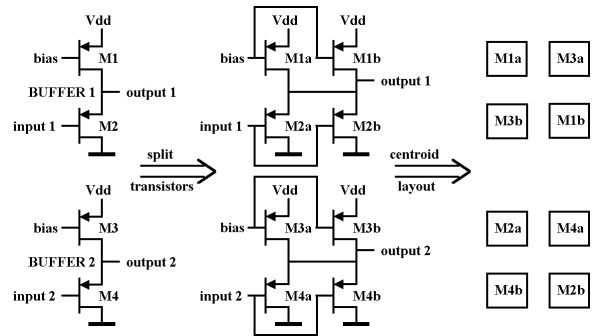 Vdd
bias
M1
BUFFER 1
output 1
input 1
M2
Vdd
bias
M3
BUFFER 2
output 2
input 2
M4
split
transistors
Vdd
Vdd
bias
M1a
M1b
output 1
input 1
M2a
M2b
Vdd
Vdd
bias
M3a
M3b
output 2
input 2
M4a
M4b
centroid
layout
M1a
M3a
M3b
M1b
M2a
M4a
M4b
M2b